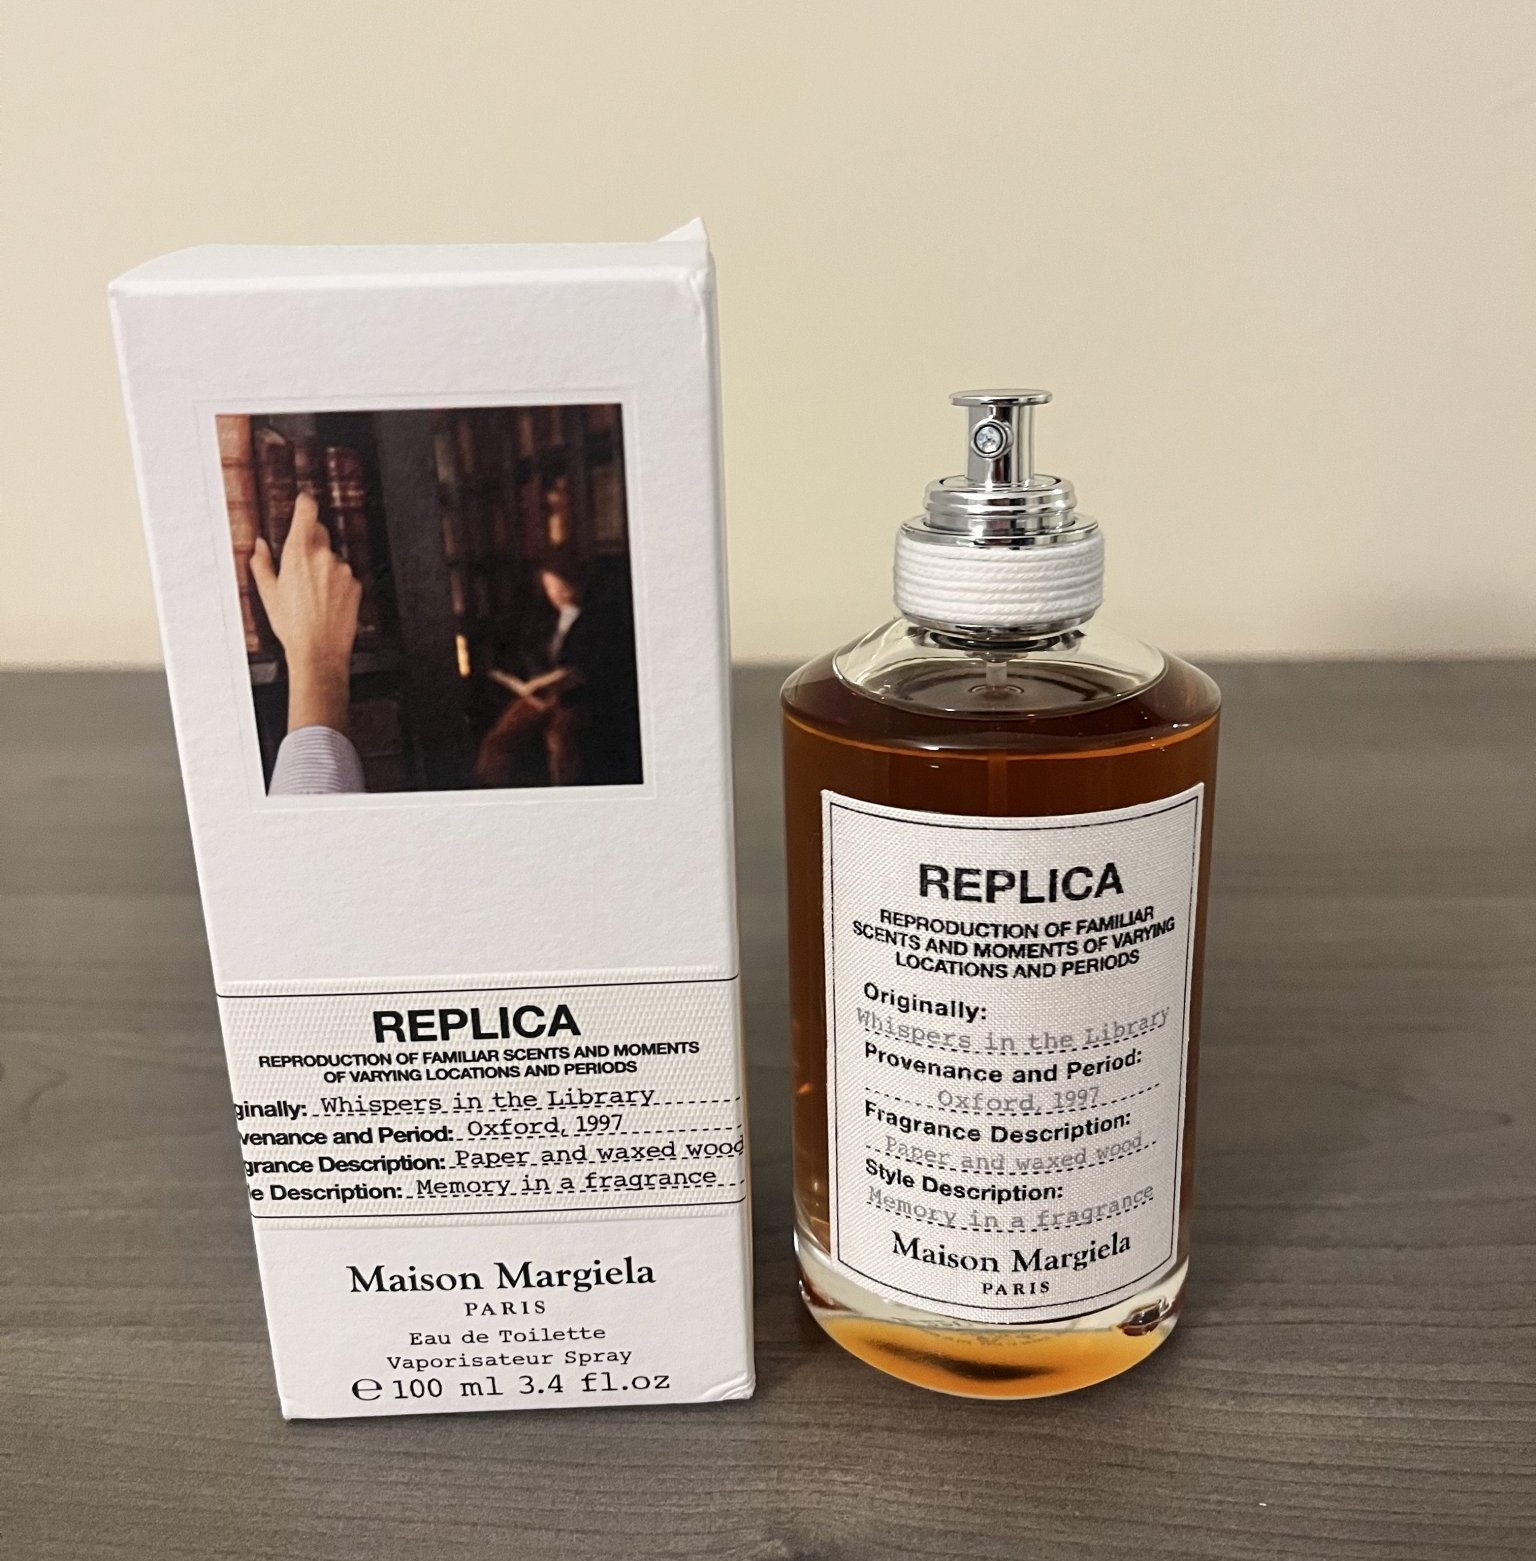 REPLICA
REPRODUCTION OF FAMILIAR SCENTS AND MOMENTS
OF VARYING LOCATIONS AND PERIODS
ginally: Whispers in the Library
venance and Period: Oxford, 1997
grance Description: Paper and waxed wood
le Description: Memory in a fragrance
Maison Margiela
PARIS
Eau de Toilette
Vaporisateur Spray
℮ 100 ml 3.4 fl.oz
REPLICA
REPRODUCTION OF FAMILIAR
SCENTS AND MOMENTS OF VARYING
LOCATIONS AND PERIODS
Originally:
Whispers in the Library
Provenance and Period:
Oxford, 1997
Fragrance Description:
Paper and waxed wood
Style Description:
Memory in a fragrance
Maison Margiela
PARIS